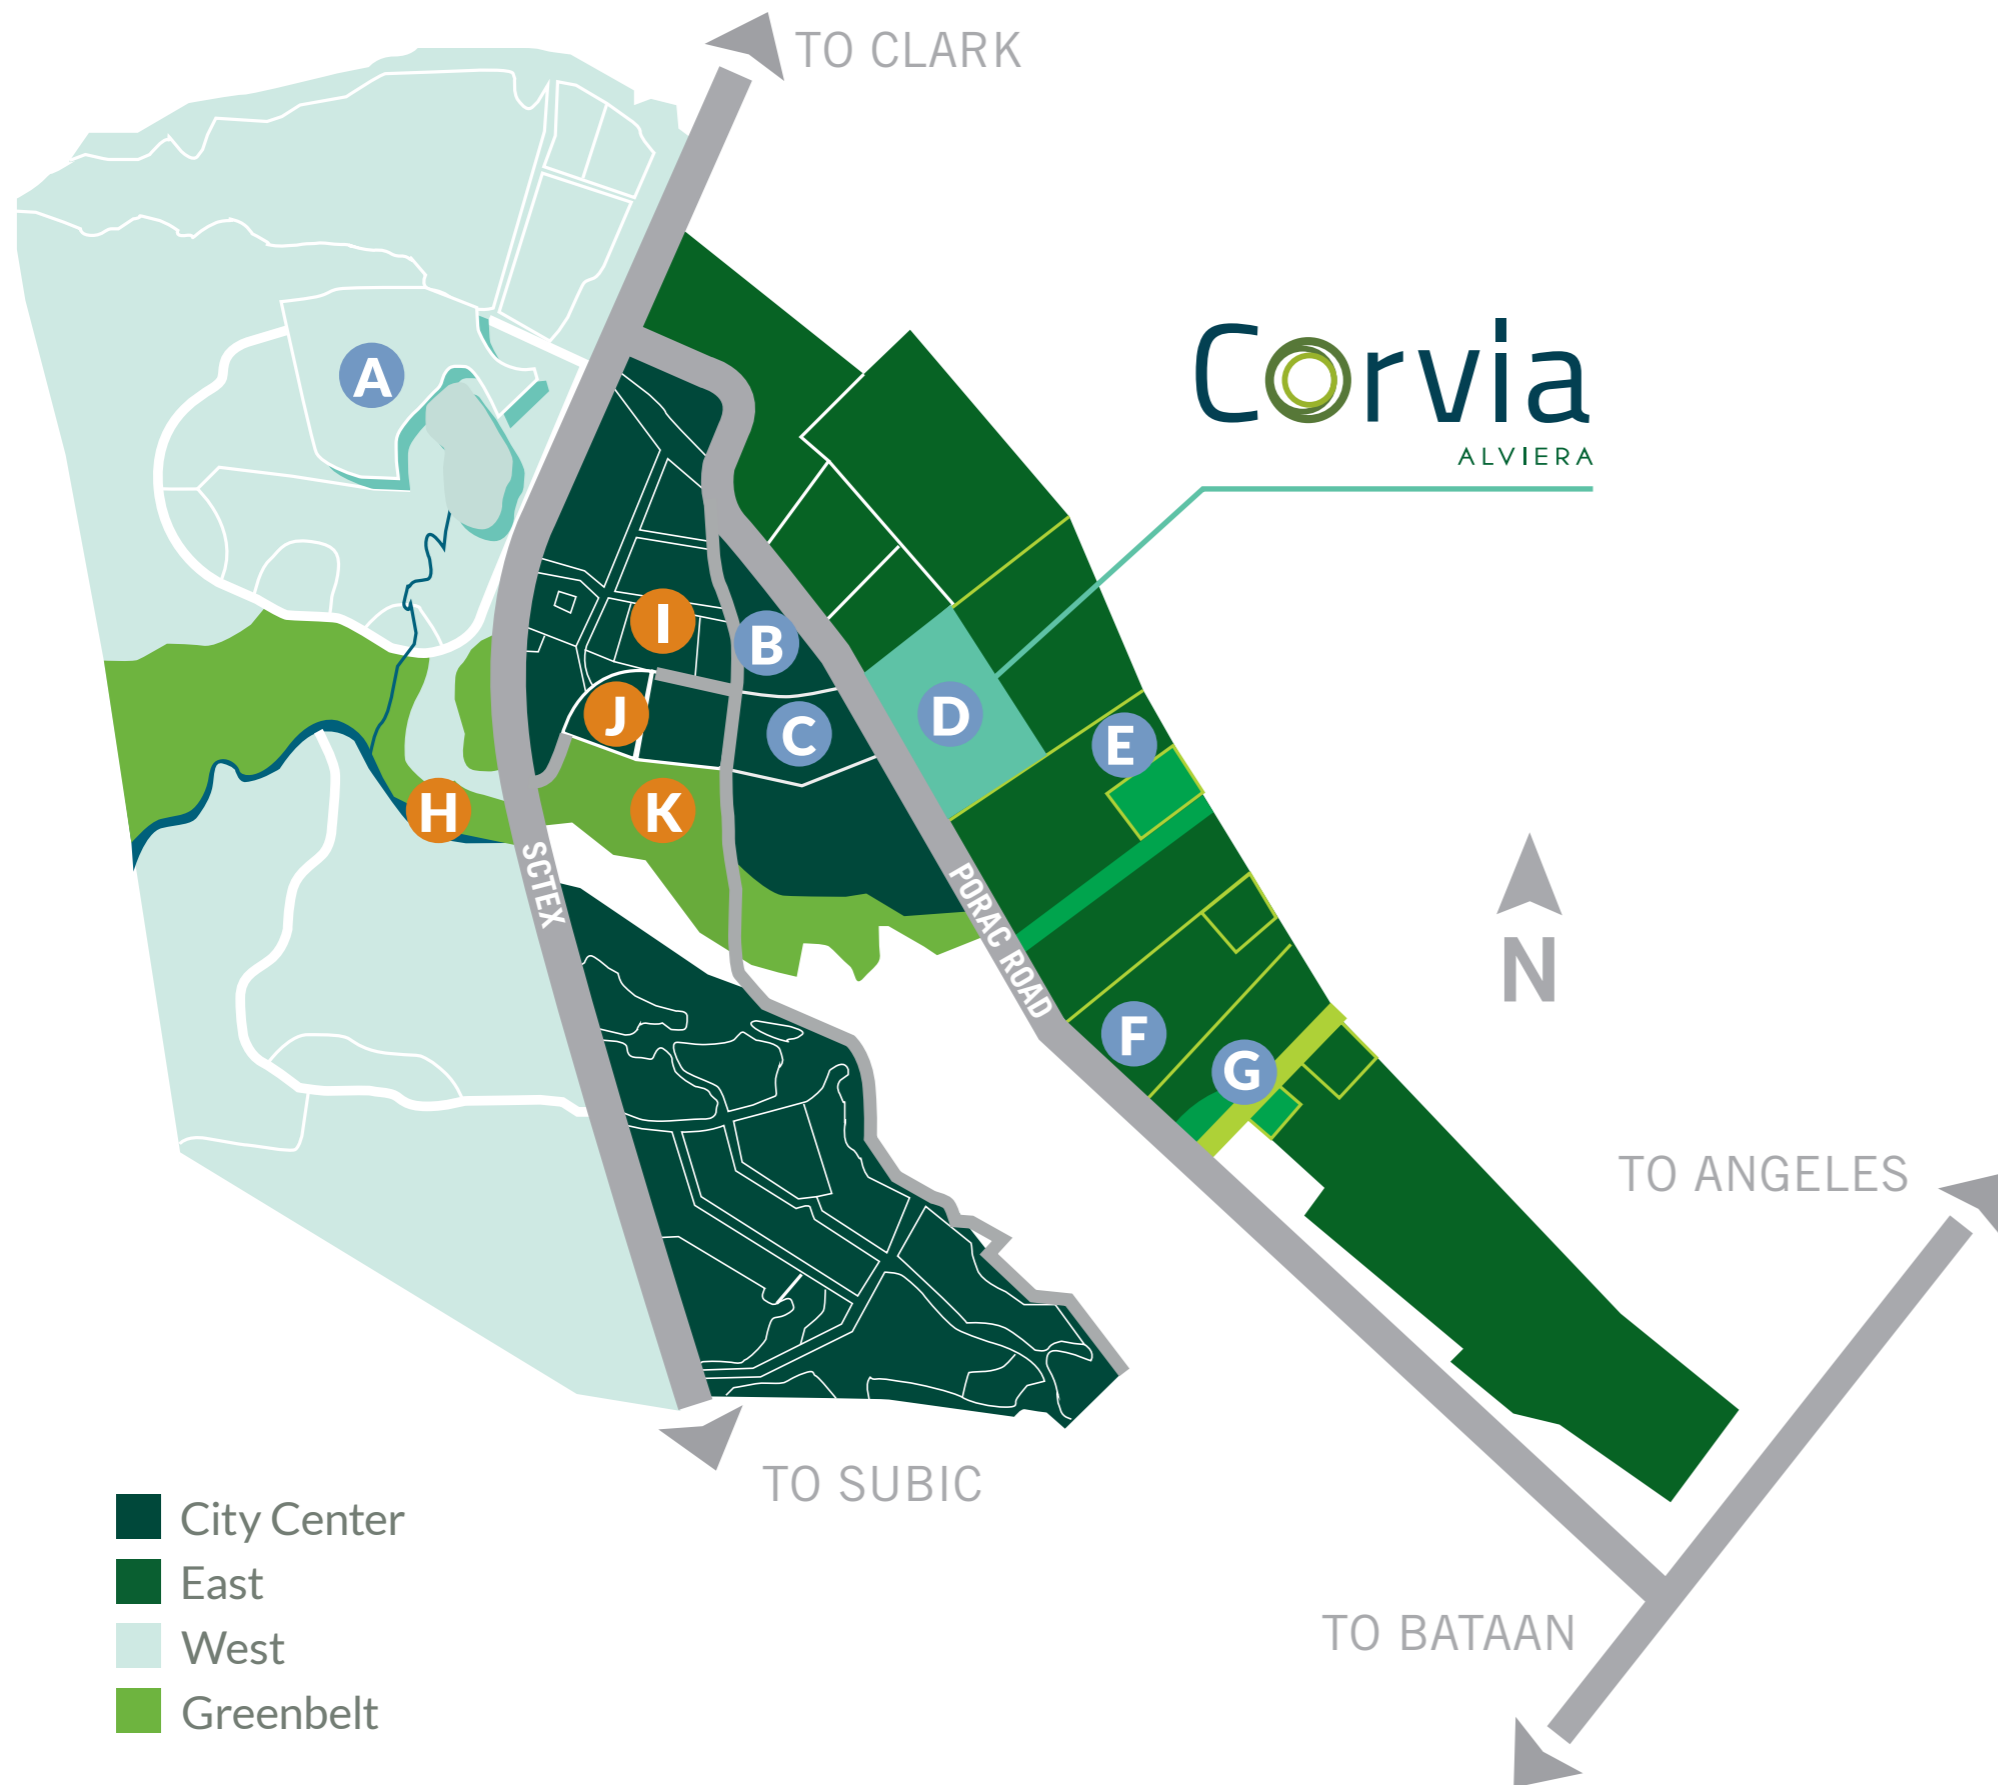 TO CLARK
Corvia
ALVIERA
A
I
B
J
C
D
E
H
K
SCTEX
PORAC ROAD
N
F
G
TO ANGELES
TO SUBIC
TO BATAAN
City Center
East
West
Greenbelt